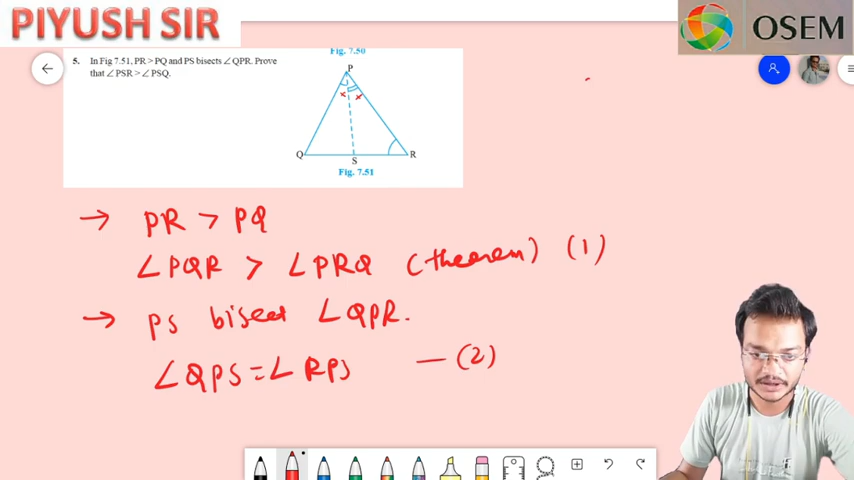 PIYUSH SIR
OSEM
Fig. 7.50
5. In Fig 7.51, PR > PQ and PS bisects ∠ QPR. Prove
that ∠ PSR > ∠ PSQ.
P
x x
Q S R
Fig. 7.51
→ PR > PQ
∠PQR > ∠PRQ (theorem) (1)
→ PS bisect ∠QPR.
∠QPS = ∠RPS — (2)